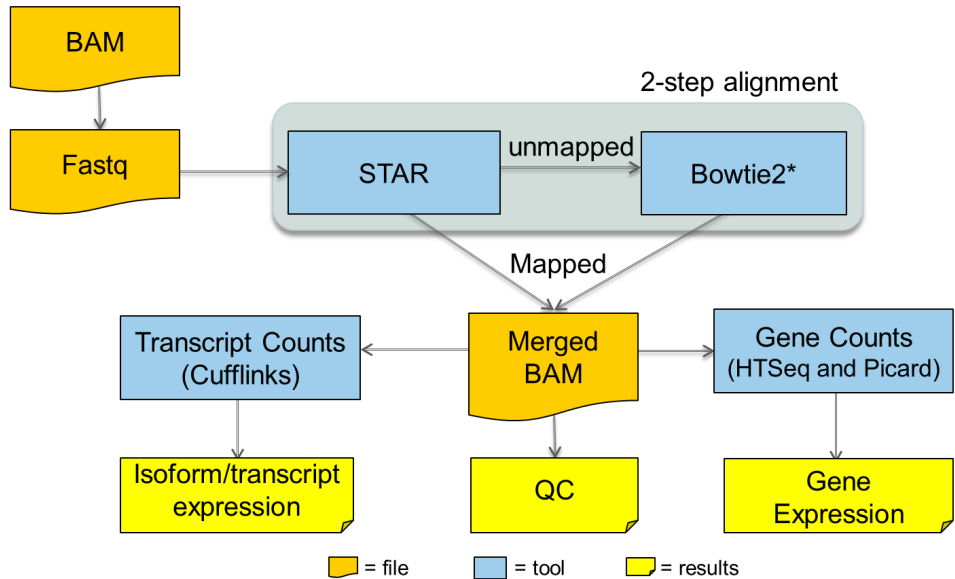 BAM
2-step alignment
Fastq
STAR
unmapped
Bowtie2*
Mapped
Transcript Counts
(Cufflinks)
Merged
BAM
Gene Counts
(HTSeq and Picard)
Isoform/transcript
expression
QC
Gene
Expression
= file
= tool
= results